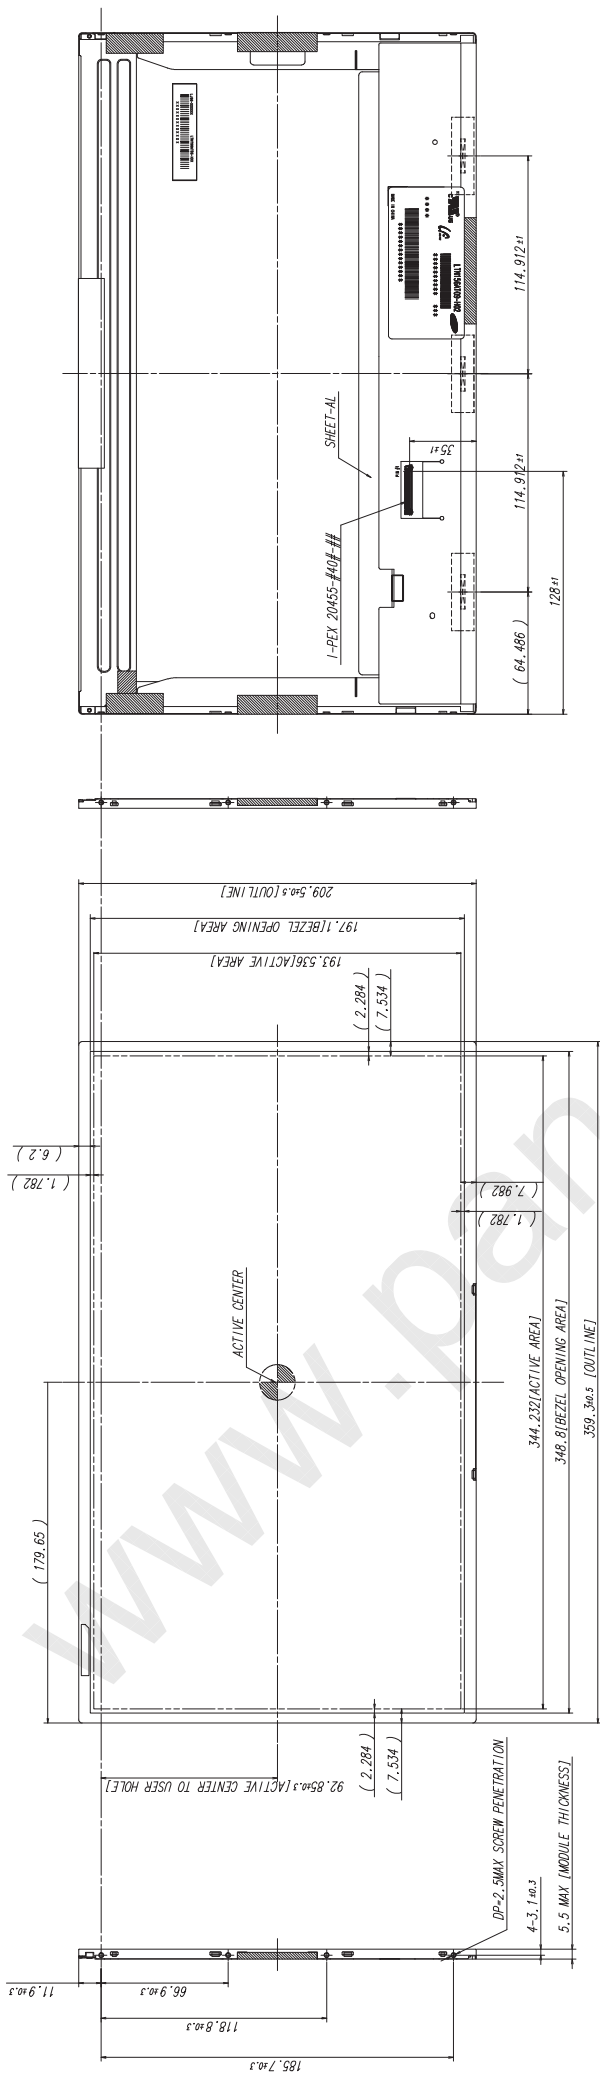 SHEET-AL
I-PEX 20455-#40#-##
LTN156AT09-H02
35±1
114.912±1
114.912±1
( 64.486 )
128±1
209.5±0.5 [OUTLINE]
197.1[BEZEL OPENING AREA]
193.536[ACTIVE AREA]
( 2.284 )
( 7.534 )
( 6.2 )
( 1.782 )
( 7.982 )
( 1.782 )
ACTIVE CENTER
344.232[ACTIVE AREA]
348.8[BEZEL OPENING AREA]
359.3±0.5 [OUTLINE]
( 179.65 )
92.85±0.3[ACTIVE CENTER TO USER HOLE]
( 2.284 )
( 7.534 )
DP=2.5MAX SCREW PENETRATION
4-3.1±0.3
5.5 MAX [MODULE THICKNESS]
11.9±0.3
66.9±0.3
118.8±0.3
185.7±0.3
www.pan